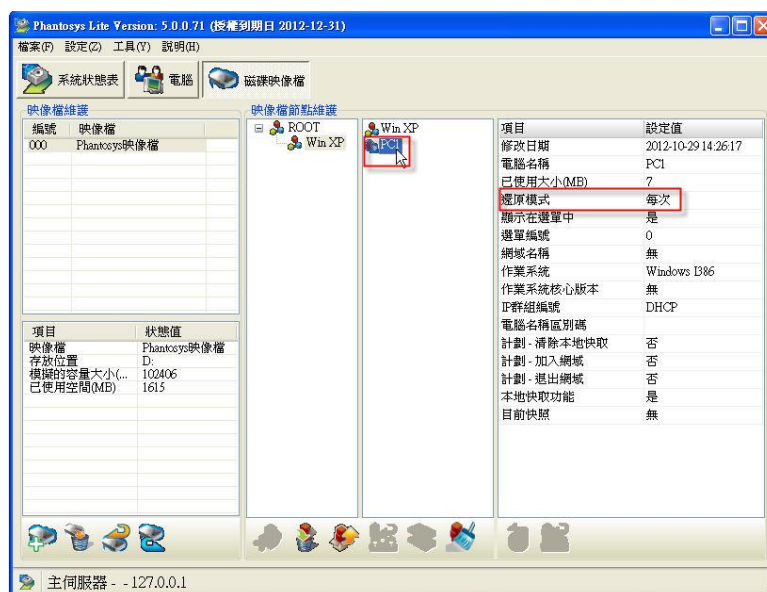 Phantosys Lite Version: 5.0.0.71 (授權到期日 2012-12-31)
檔案(F) 設定(Z) 工具(Y) 說明(H)
系統狀態表 電腦 磁碟映像檔
映像檔維護
編號 映像檔
000 Phantosys映像檔
項目 狀態值
映像檔 Phantosys映像檔
存放位置 D:
模擬的容量大小(... 102406
已使用空間(MB) 1615
映像檔節點維護
ROOT
Win XP
Win XP
PC1
項目 設定值
修改日期 2012-10-29 14:26:17
電腦名稱 PC1
已使用大小(MB) 7
還原模式 每次
顯示在選單中 是
選單編號 0
網域名稱 無
作業系統 Windows I386
作業系統核心版本 無
IP群組編號 DHCP
電腦名稱區別碼
計劃 - 清除本地快取 否
計劃 - 加入網域 否
計劃 - 退出網域 否
本地快取功能 是
目前快照 無
主伺服器 - - 127.0.0.1